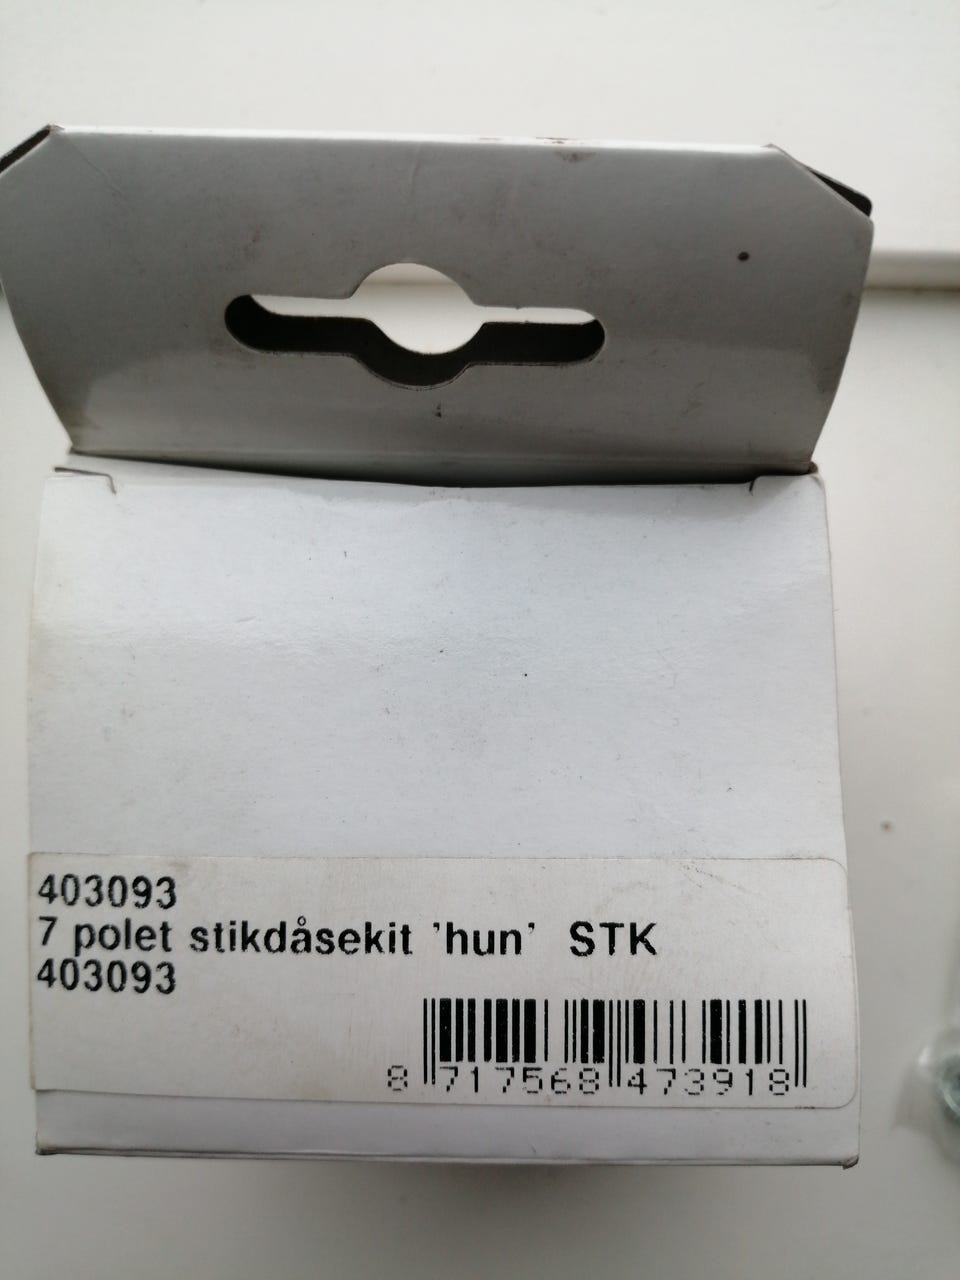 403093
7 polet stikdåsekit 'hun' STK
403093
8 717568 473918